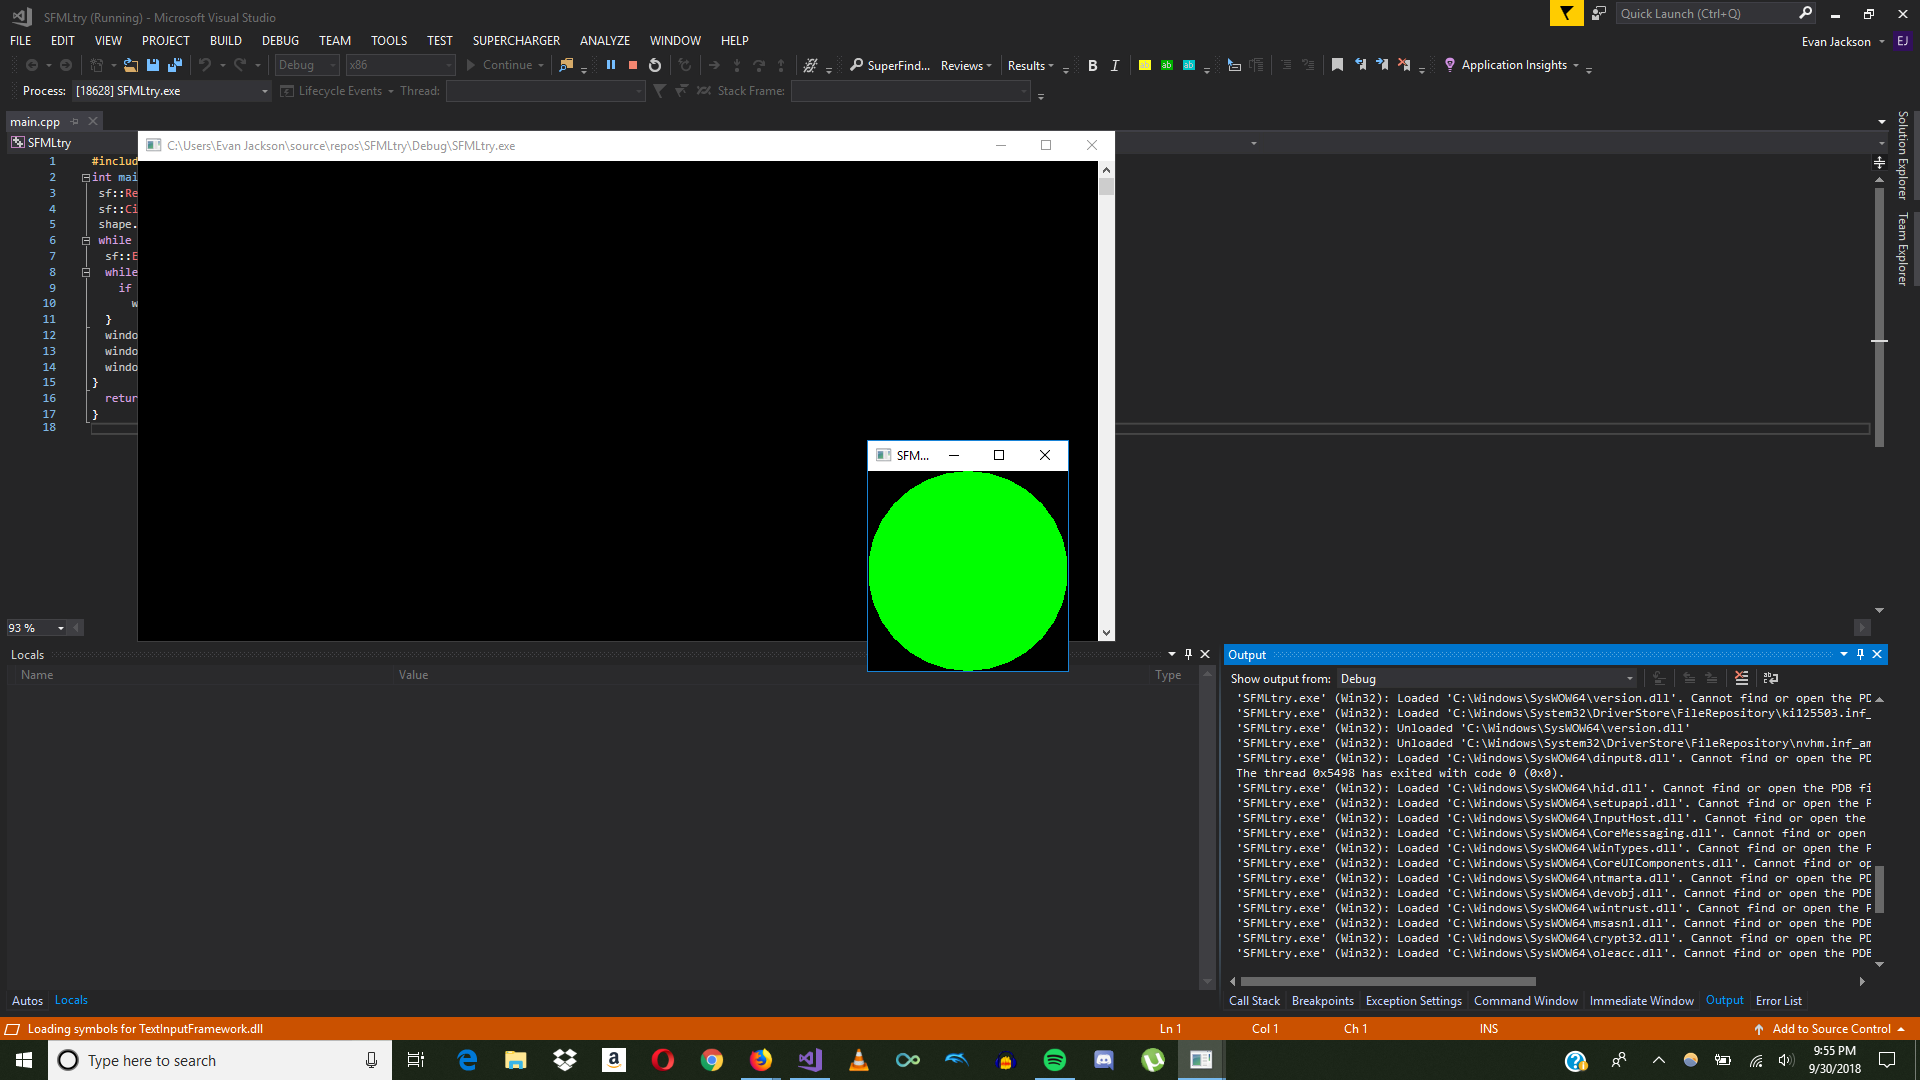 SFMLtry (Running) - Microsoft Visual Studio
Quick Launch (Ctrl+Q)
FILE EDIT VIEW PROJECT BUILD DEBUG TEAM TOOLS TEST SUPERCHARGER ANALYZE WINDOW HELP
Evan Jackson EJ
Debug x86 Continue SuperFind... Reviews Results B I ab ab ab Application Insights
Process: [18628] SFMLtry.exe Lifecycle Events Thread: Stack Frame:
main.cpp
SFMLtry
C:\Users\Evan Jackson\source\repos\SFMLtry\Debug\SFMLtry.exe
Solution Explorer
Team Explorer
1 #includ
2 int mai
3 sf::Re
4 sf::Ci
5 shape.
6 while
7 sf::E
8 while
9 if
10 w
11 }
12 windo
13 windo
14 windo
15 }
16 retur
17 }
18
SFM...
93 %
Locals
Name Value Type
Autos Locals
Output
Show output from: Debug
'SFMLtry.exe' (Win32): Loaded 'C:\Windows\SysWOW64\version.dll'. Cannot find or open the PD
'SFMLtry.exe' (Win32): Loaded 'C:\Windows\System32\DriverStore\FileRepository\ki125503.inf_
'SFMLtry.exe' (Win32): Unloaded 'C:\Windows\SysWOW64\version.dll'
'SFMLtry.exe' (Win32): Unloaded 'C:\Windows\System32\DriverStore\FileRepository\nvhm.inf_am
'SFMLtry.exe' (Win32): Loaded 'C:\Windows\SysWOW64\dinput8.dll'. Cannot find or open the PD
The thread 0x5498 has exited with code 0 (0x0).
'SFMLtry.exe' (Win32): Loaded 'C:\Windows\SysWOW64\hid.dll'. Cannot find or open the PDB fi
'SFMLtry.exe' (Win32): Loaded 'C:\Windows\SysWOW64\setupapi.dll'. Cannot find or open the P
'SFMLtry.exe' (Win32): Loaded 'C:\Windows\SysWOW64\InputHost.dll'. Cannot find or open the
'SFMLtry.exe' (Win32): Loaded 'C:\Windows\SysWOW64\CoreMessaging.dll'. Cannot find or open
'SFMLtry.exe' (Win32): Loaded 'C:\Windows\SysWOW64\WinTypes.dll'. Cannot find or open the P
'SFMLtry.exe' (Win32): Loaded 'C:\Windows\SysWOW64\CoreUIComponents.dll'. Cannot find or op
'SFMLtry.exe' (Win32): Loaded 'C:\Windows\SysWOW64\ntmarta.dll'. Cannot find or open the PD
'SFMLtry.exe' (Win32): Loaded 'C:\Windows\SysWOW64\devobj.dll'. Cannot find or open the PDB
'SFMLtry.exe' (Win32): Loaded 'C:\Windows\SysWOW64\wintrust.dll'. Cannot find or open the P
'SFMLtry.exe' (Win32): Loaded 'C:\Windows\SysWOW64\msasn1.dll'. Cannot find or open the PDB
'SFMLtry.exe' (Win32): Loaded 'C:\Windows\SysWOW64\crypt32.dll'. Cannot find or open the PD
'SFMLtry.exe' (Win32): Loaded 'C:\Windows\SysWOW64\oleacc.dll'. Cannot find or open the PDB
Call Stack Breakpoints Exception Settings Command Window Immediate Window Output Error List
Loading symbols for TextInputFramework.dll Ln 1 Col 1 Ch 1 INS Add to Source Control
Type here to search
9:55 PM
9/30/2018